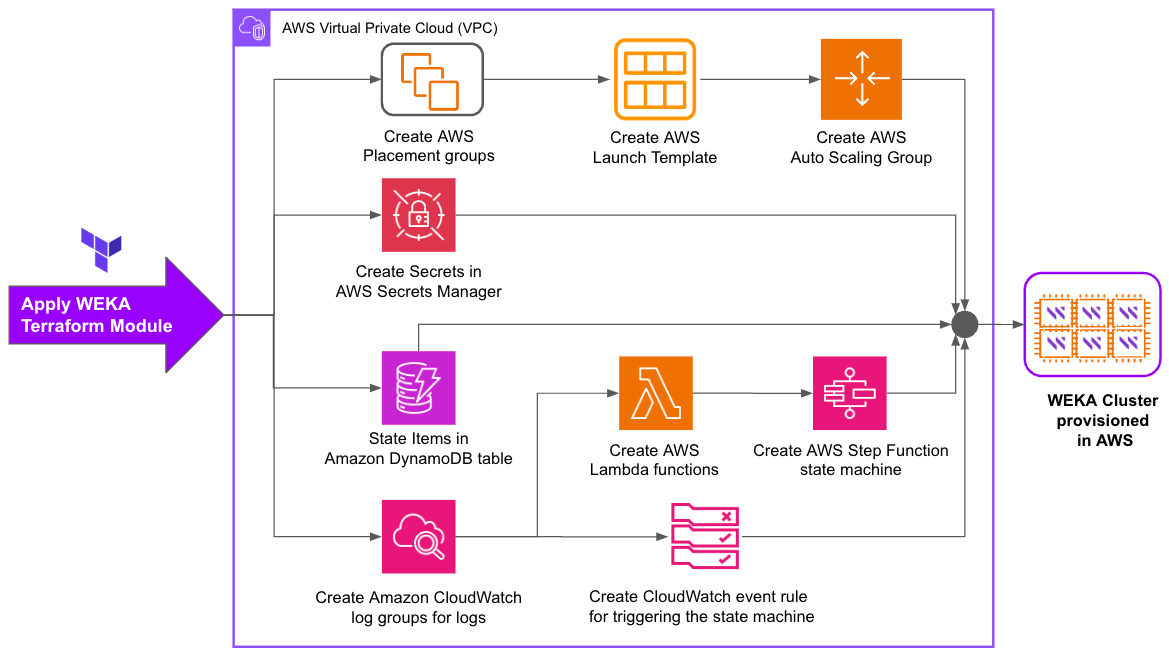 AWS Virtual Private Cloud (VPC)
Create AWS
Placement groups
Create AWS
Launch Template
Create AWS
Auto Scaling Group
Create Secrets in
AWS Secrets Manager
Apply WEKA
Terraform Module
State Items in
Amazon DynamoDB table
Create AWS
Lambda functions
Create AWS Step Function
state machine
WEKA Cluster
provisioned
in AWS
Create Amazon CloudWatch
log groups for logs
Create CloudWatch event rule
for triggering the state machine